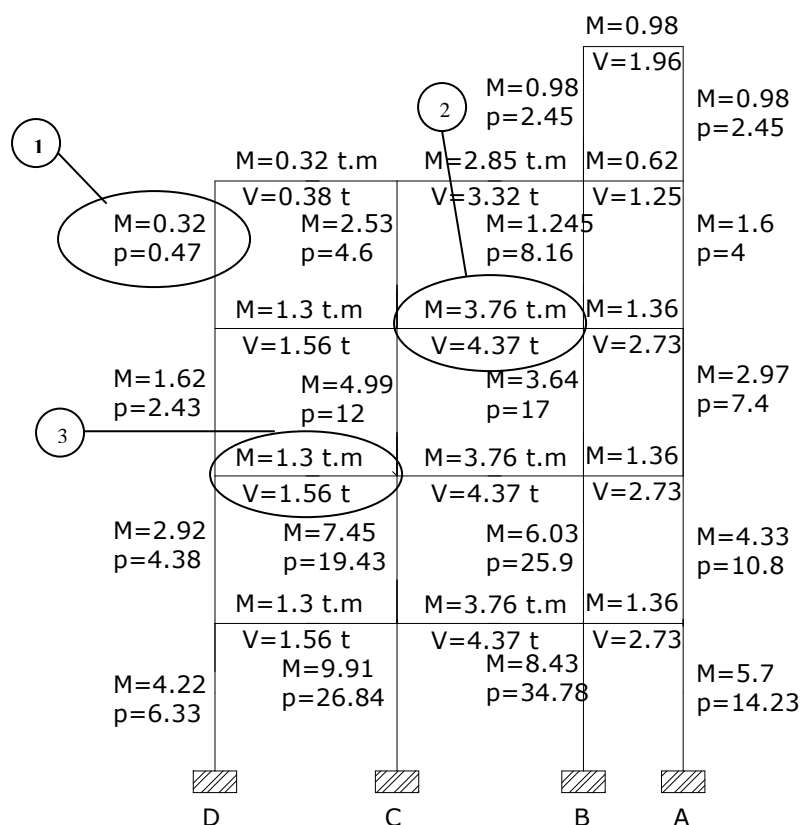 M=0.98
V=1.96
M=0.98
p=2.45
M=0.98
p=2.45
2
1
M=0.32 t.m
M=2.85 t.m
M=0.62
V=0.38 t
V=3.32 t
V=1.25
M=0.32
p=0.47
M=2.53
p=4.6
M=1.245
p=8.16
M=1.6
p=4
M=1.3 t.m
M=3.76 t.m
M=1.36
V=1.56 t
V=4.37 t
V=2.73
M=1.62
p=2.43
M=4.99
p=12
M=3.64
p=17
M=2.97
p=7.4
3
M=1.3 t.m
M=3.76 t.m
M=1.36
V=1.56 t
V=4.37 t
V=2.73
M=2.92
p=4.38
M=7.45
p=19.43
M=6.03
p=25.9
M=4.33
p=10.8
M=1.3 t.m
M=3.76 t.m
M=1.36
V=1.56 t
V=4.37 t
V=2.73
M=4.22
p=6.33
M=9.91
p=26.84
M=8.43
p=34.78
M=5.7
p=14.23
D
C
B
A